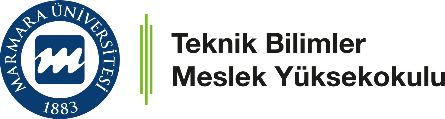 MARMARA ÜNİVERSİTESİ
1883
Teknik Bilimler
Meslek Yüksekokulu